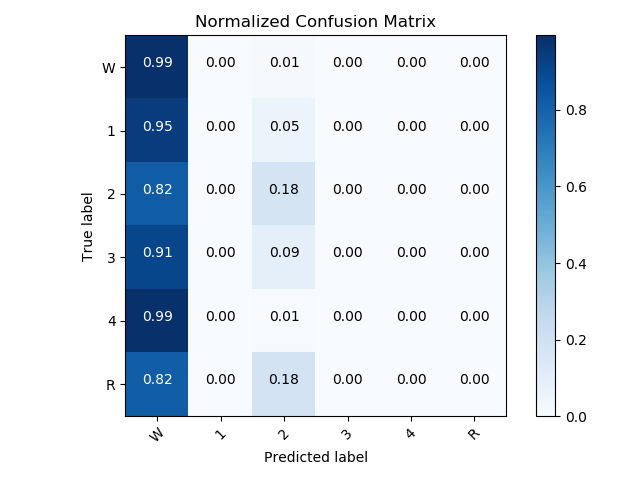 Normalized Confusion Matrix
W 0.99 0.00 0.01 0.00 0.00 0.00
1 0.95 0.00 0.05 0.00 0.00 0.00
2 0.82 0.00 0.18 0.00 0.00 0.00
3 0.91 0.00 0.09 0.00 0.00 0.00
4 0.99 0.00 0.01 0.00 0.00 0.00
R 0.82 0.00 0.18 0.00 0.00 0.00
W 1 2 3 4 R
Predicted label
True label
0.8
0.6
0.4
0.2
0.0